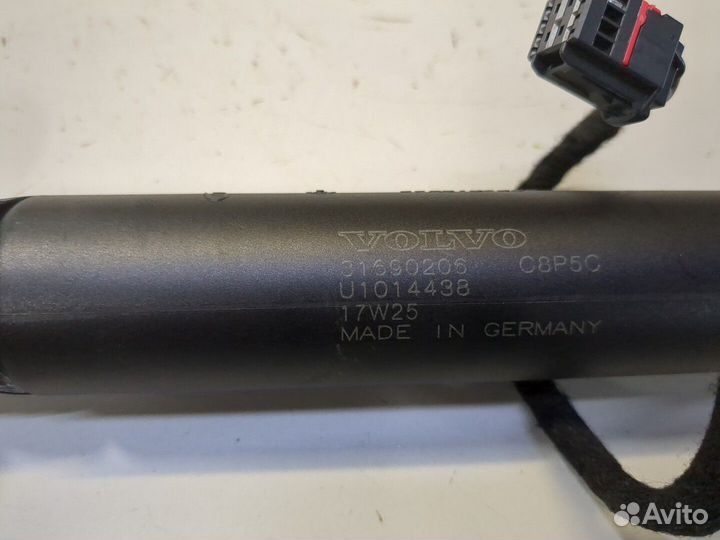 VOLVO
31690206 C8P5C
U1014438
17W25
MADE IN GERMANY
Avito